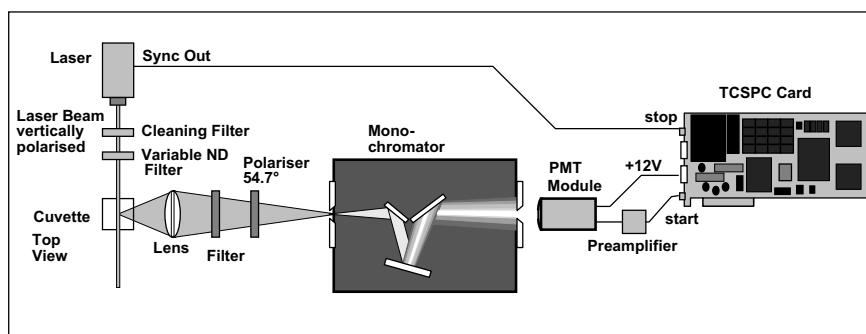 Laser
Sync Out
Laser Beam
vertically
polarised
Cleaning Filter
Variable ND
Filter
Polariser
54.7°
Mono-
chromator
TCSPC Card
stop
PMT
Module
+12V
start
Preamplifier
Cuvette
Top
View
Lens
Filter